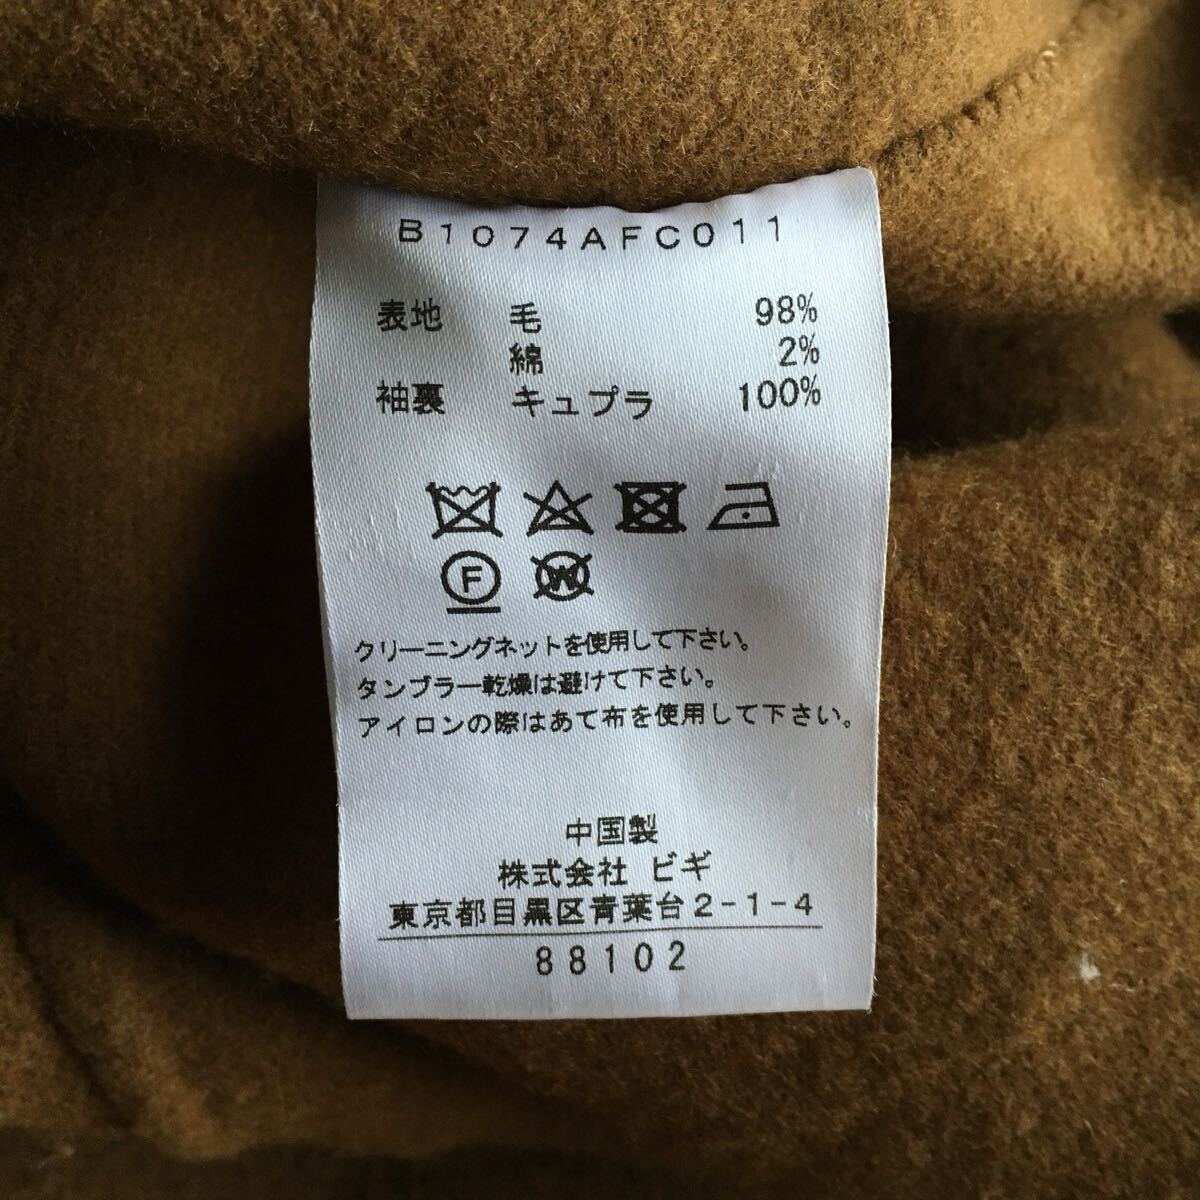 B1074AFC011
表地 毛 98%
綿 2%
袖裏 キュプラ 100%
F W
クリーニングネットを使用して下さい。
タンブラー乾燥は避けて下さい。
アイロンの際はあて布を使用して下さい。
中国製
株式会社 ビギ
東京都目黒区青葉台2-1-4
88102